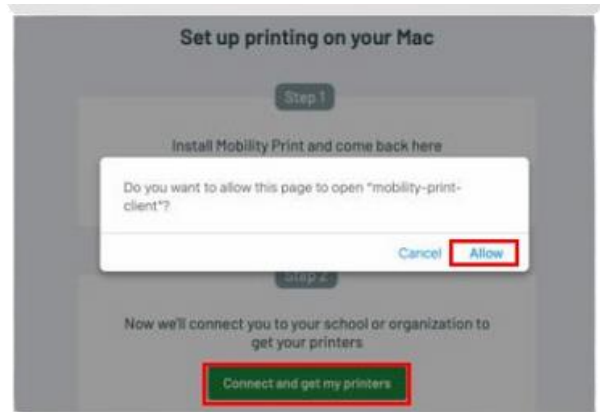 Set up printing on your Mac
Step 1
Install Mobility Print and come back here
Do you want to allow this page to open "mobility-print-
client"?
Cancel Allow
Step 2
Now we'll connect you to your school or organization to
get your printers
Connect and get my printers